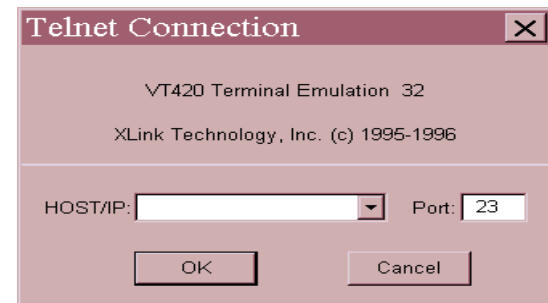 Telnet Connection
VT420 Terminal Emulation 32
XLink Technology, Inc. (c) 1995-1996
HOST/IP: Port: 23
OK Cancel